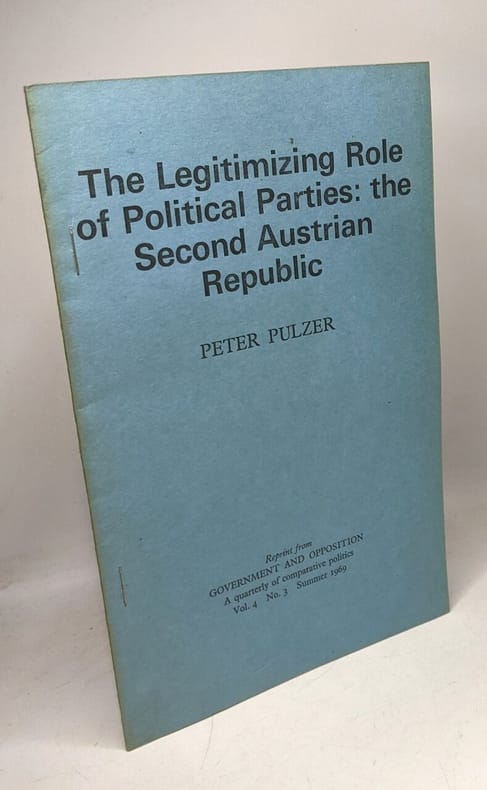 The Legitimizing Role
of Political Parties: the
Second Austrian
Republic
PETER PULZER
Reprint from
GOVERNMENT AND OPPOSITION
A quarterly of comparative politics
Vol. 4 No. 3 Summer 1969